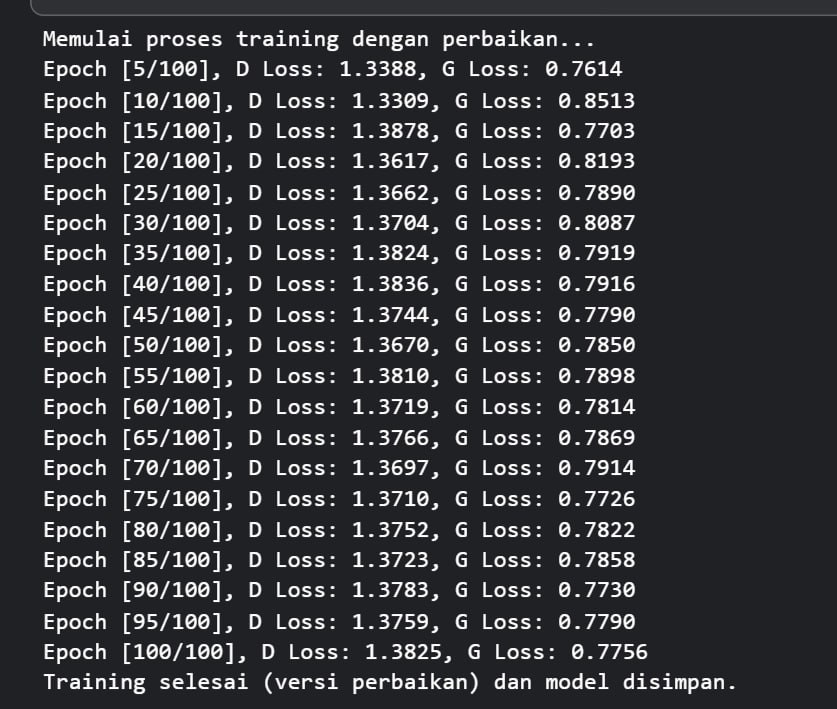 Memulai proses training dengan perbaikan...
Epoch [5/100], D Loss: 1.3388, G Loss: 0.7614
Epoch [10/100], D Loss: 1.3309, G Loss: 0.8513
Epoch [15/100], D Loss: 1.3878, G Loss: 0.7703
Epoch [20/100], D Loss: 1.3617, G Loss: 0.8193
Epoch [25/100], D Loss: 1.3662, G Loss: 0.7890
Epoch [30/100], D Loss: 1.3704, G Loss: 0.8087
Epoch [35/100], D Loss: 1.3824, G Loss: 0.7919
Epoch [40/100], D Loss: 1.3836, G Loss: 0.7916
Epoch [45/100], D Loss: 1.3744, G Loss: 0.7790
Epoch [50/100], D Loss: 1.3670, G Loss: 0.7850
Epoch [55/100], D Loss: 1.3810, G Loss: 0.7898
Epoch [60/100], D Loss: 1.3719, G Loss: 0.7814
Epoch [65/100], D Loss: 1.3766, G Loss: 0.7869
Epoch [70/100], D Loss: 1.3697, G Loss: 0.7914
Epoch [75/100], D Loss: 1.3710, G Loss: 0.7726
Epoch [80/100], D Loss: 1.3752, G Loss: 0.7822
Epoch [85/100], D Loss: 1.3723, G Loss: 0.7858
Epoch [90/100], D Loss: 1.3783, G Loss: 0.7730
Epoch [95/100], D Loss: 1.3759, G Loss: 0.7790
Epoch [100/100], D Loss: 1.3825, G Loss: 0.7756
Training selesai (versi perbaikan) dan model disimpan.